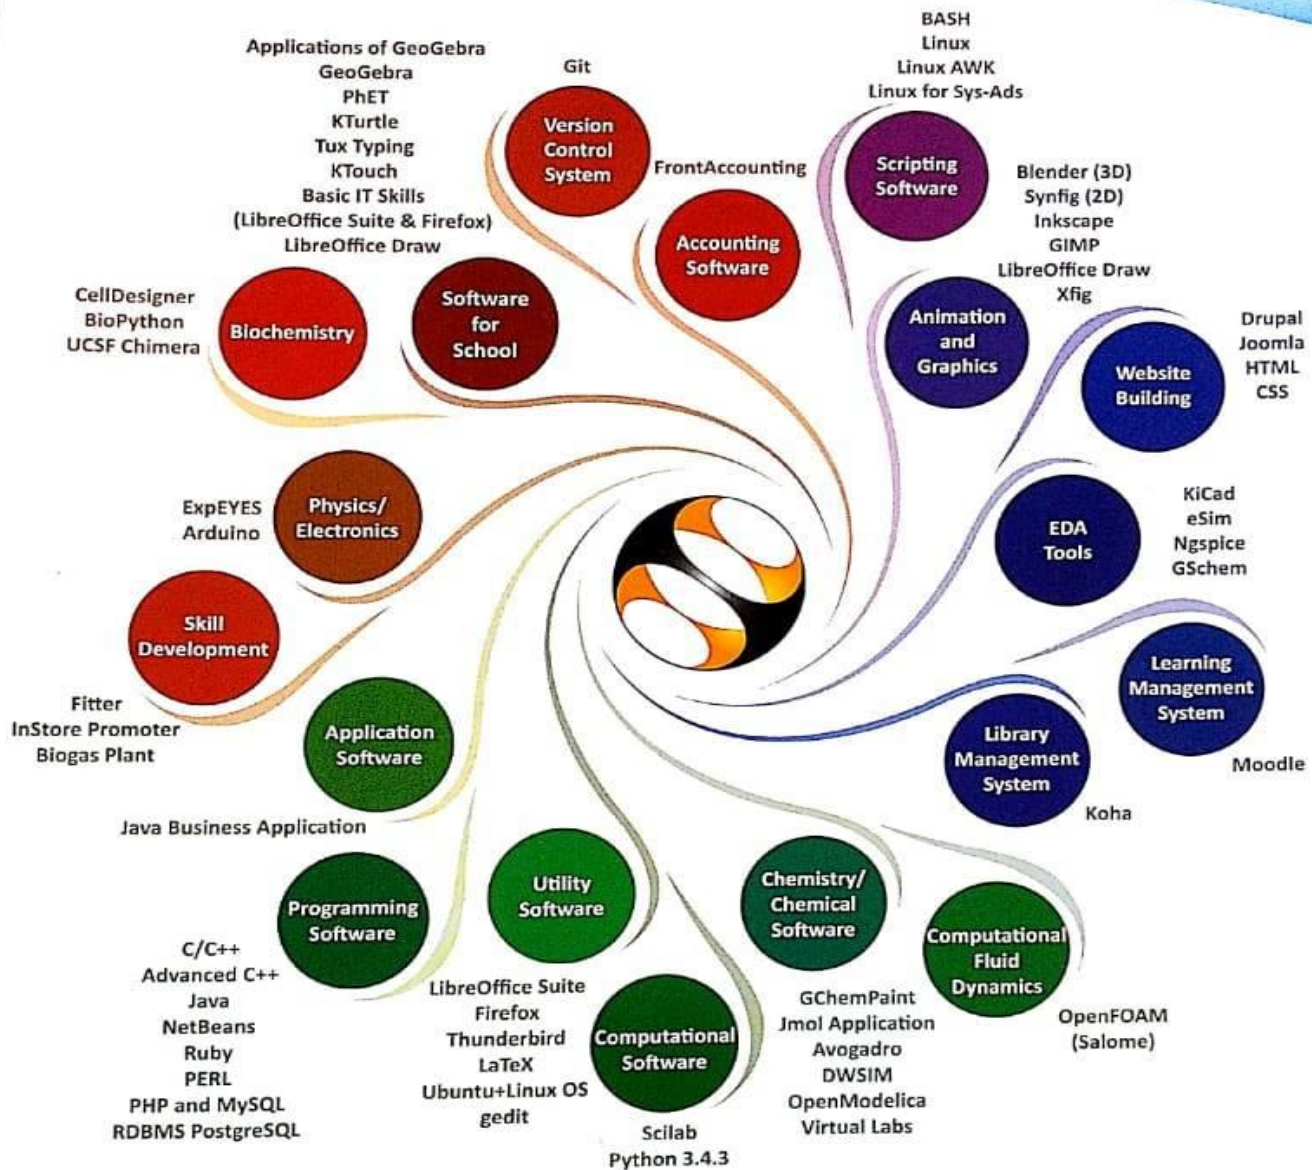 BASH
Linux
Linux AWK
Linux for Sys-Ads
Scripting
Software
Git
Version
Control
System
FrontAccounting
Accounting
Software
Applications of GeoGebra
GeoGebra
PhET
KTurtle
Tux Typing
KTouch
Basic IT Skills
(LibreOffice Suite & Firefox)
LibreOffice Draw
Software
for
School
Blender (3D)
Synfig (2D)
Inkscape
GIMP
LibreOffice Draw
Xfig
Animation
and
Graphics
CellDesigner
BioPython
UCSF Chimera
Biochemistry
Website
Building
Drupal
Joomla
HTML
CSS
ExpEYES
Arduino
Physics/
Electronics
EDA
Tools
KiCad
eSim
Ngspice
GSchem
Skill
Development
Fitter
InStore Promoter
Biogas Plant
Learning
Management
System
Moodle
Application
Software
Java Business Application
Library
Management
System
Koha
Programming
Software
C/C++
Advanced C++
Java
NetBeans
Ruby
PERL
PHP and MySQL
RDBMS PostgreSQL
Utility
Software
LibreOffice Suite
Firefox
Thunderbird
LaTeX
Ubuntu+Linux OS
gedit
Computational
Software
Scilab
Python 3.4.3
Chemistry/
Chemical
Software
GChemPaint
Jmol Application
Avogadro
DWSIM
OpenModelica
Virtual Labs
Computational
Fluid
Dynamics
OpenFOAM
(Salome)